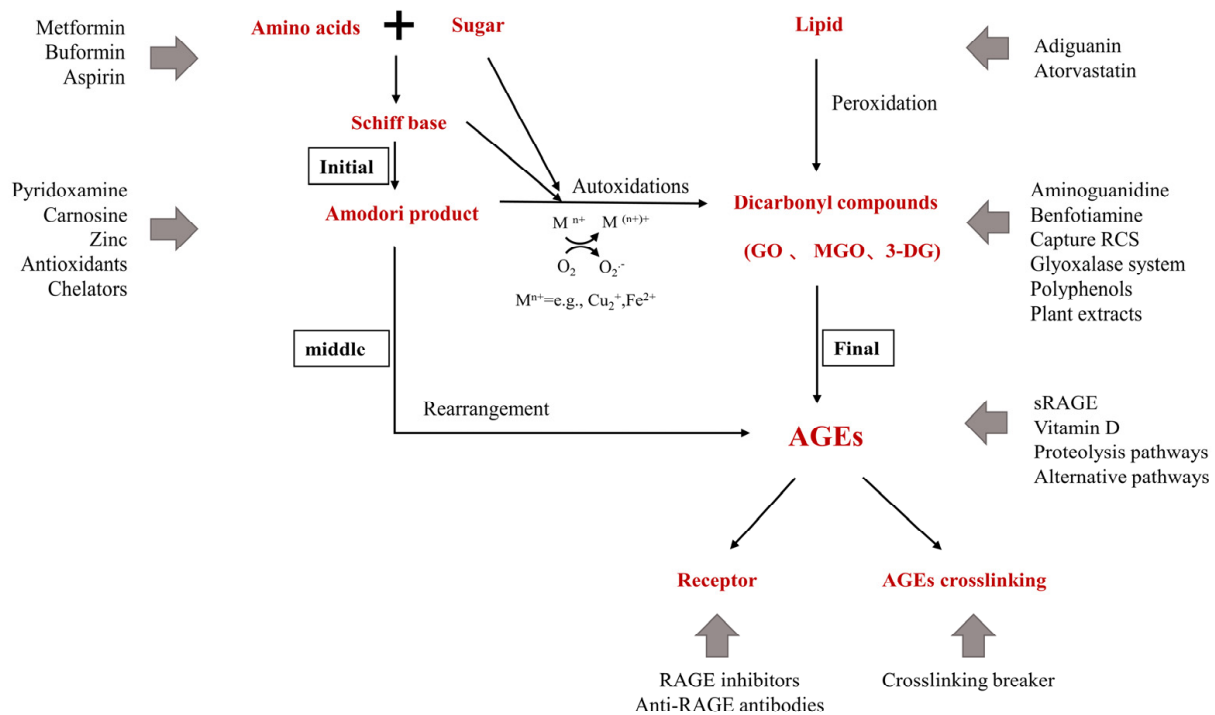 Metformin
Buformin
Aspirin
Amino acids + Sugar
Lipid
Adiguanin
Atorvastatin
Peroxidation
Schiff base
Initial
Pyridoxamine
Carnosine
Zinc
Antioxidants
Chelators
Amodori product
Autoxidations
M n+ M (n+)+
O2 O2·-
Mn+=e.g., Cu2+,Fe2+
Dicarbonyl compounds
(GO 、 MGO、3-DG)
Aminoguanidine
Benfotiamine
Capture RCS
Glyoxalase system
Polyphenols
Plant extracts
middlc
Final
Rearrangement
AGEs
sRAGE
Vitamin D
Proteolysis pathways
Alternative pathways
Receptor
AGEs crosslinking
RAGE inhibitors
Anti-RAGE antibodies
Crosslinking breaker